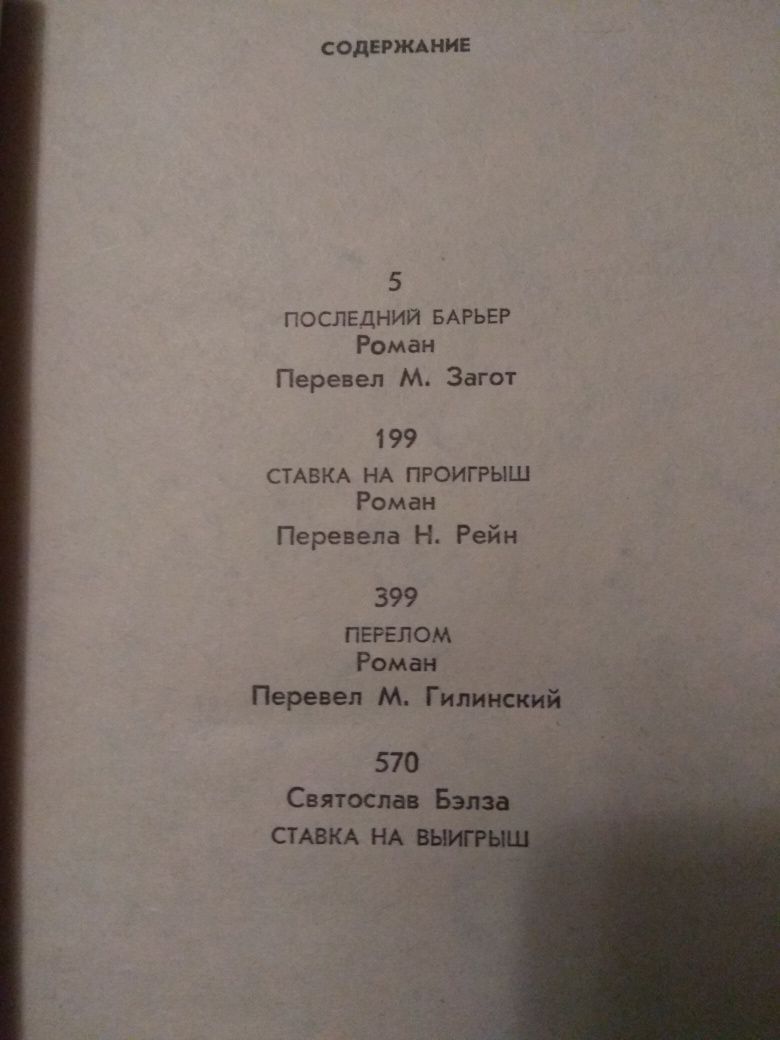 СОДЕРЖАНИЕ
5
ПОСЛЕДНИЙ БАРЬЕР
Роман
Перевел М. Загот
199
СТАВКА НА ПРОИГРЫШ
Роман
Перевела Н. Рейн
399
ПЕРЕЛОМ
Роман
Перевел М. Гилинский
570
Святослав Бэлза
СТАВКА НА ВЫИГРЫШ